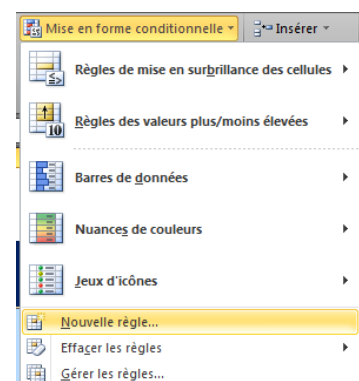 Mise en forme conditionnelle Insérer
Règles de mise en surbrillance des cellules
10 Règles des valeurs plus/moins élevées
Barres de données
Nuances de couleurs
Jeux d'icônes
Nouvelle règle...
Effacer les règles
Gérer les règles...